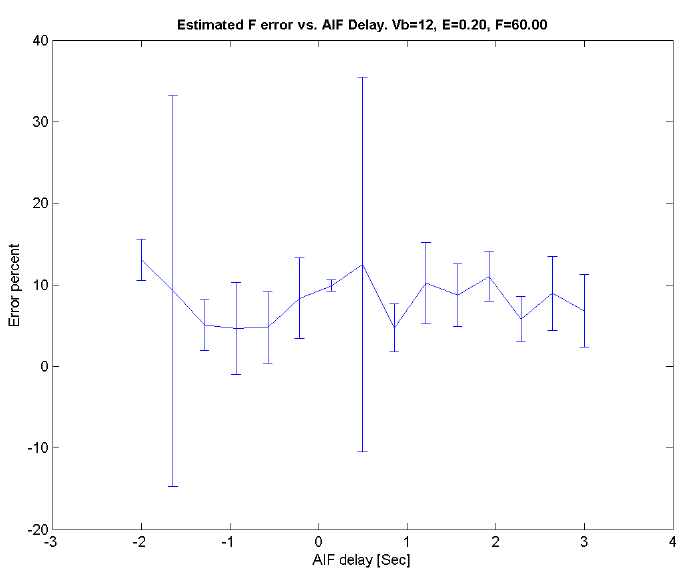 Estimated F error vs. AIF Delay. Vb=12, E=0.20, F=60.00
40
30
20
10
0
-10
-20
Error percent
-3 -2 -1 0 1 2 3 4
AIF delay [Sec]